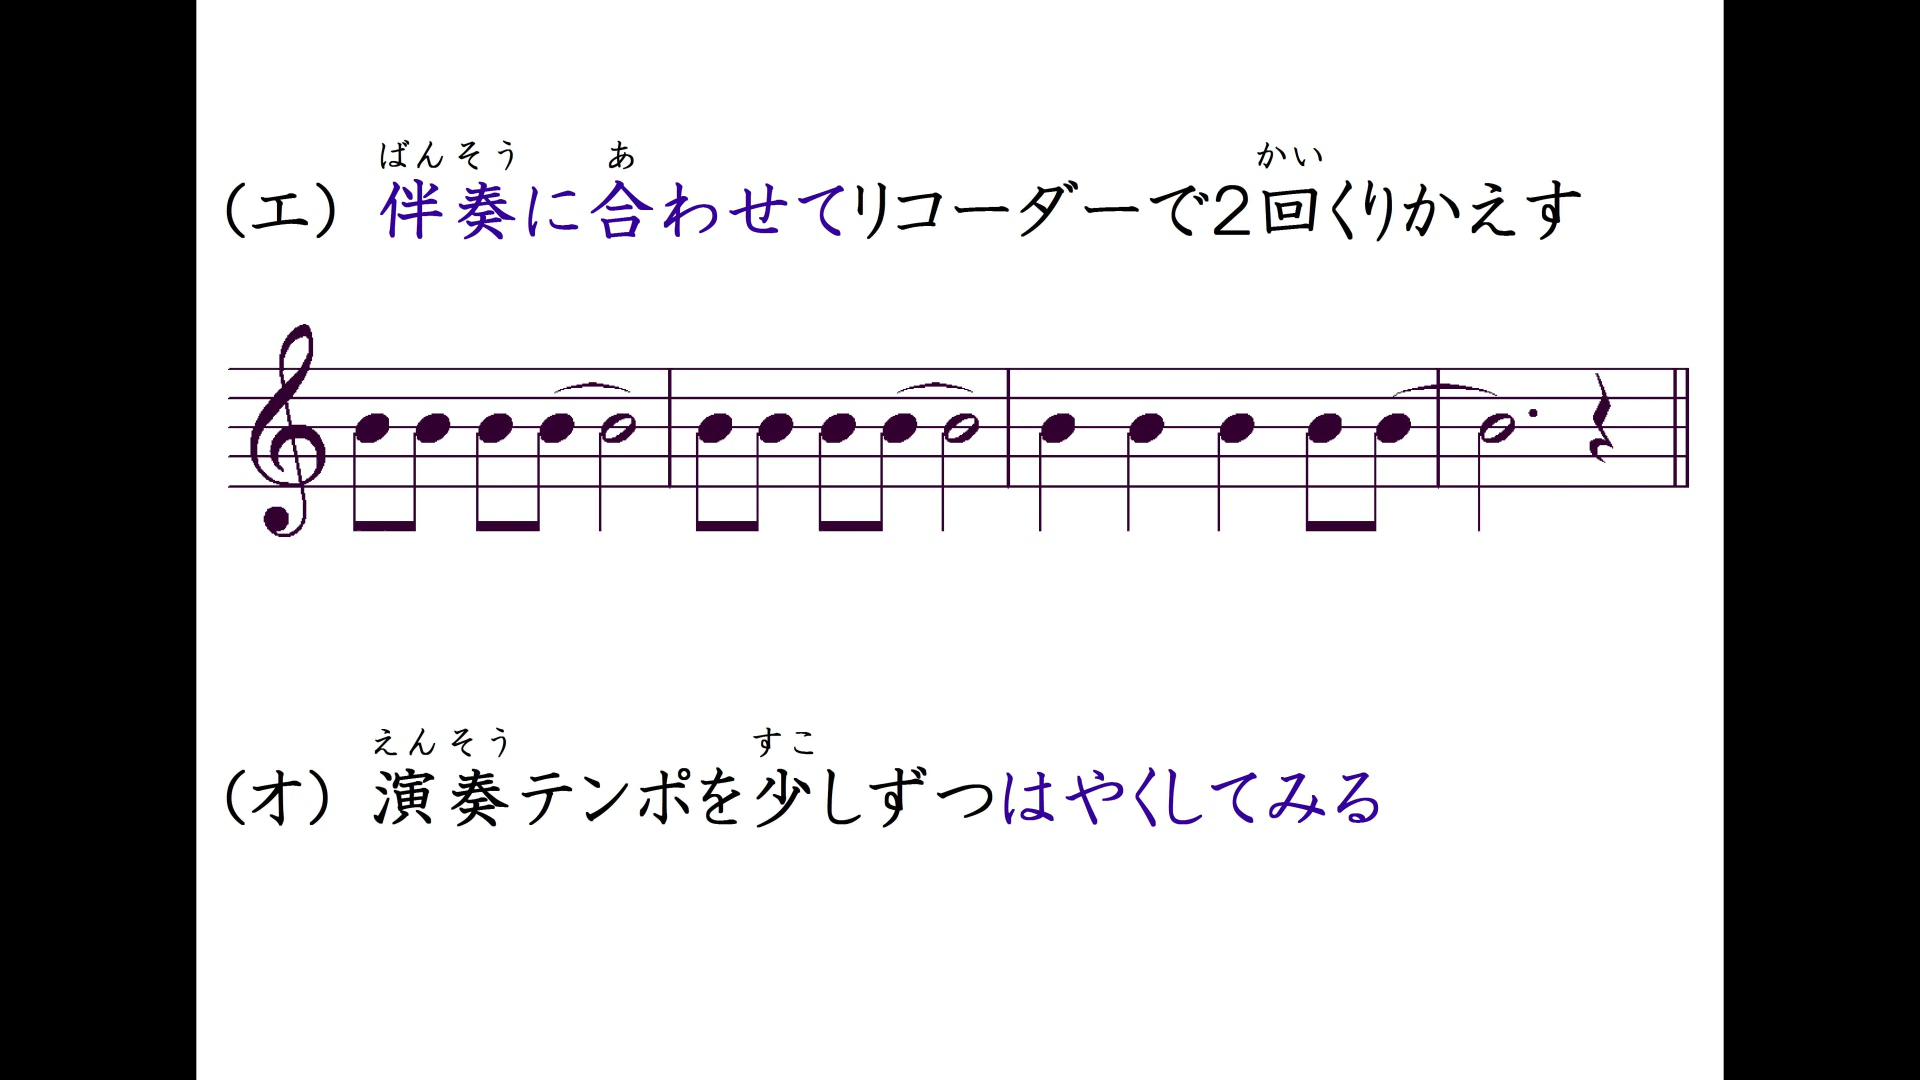 ばんそう あ かい
（エ） 伴奏に合わせてリコーダーで２回くりかえす
えんそう すこ
（オ） 演奏テンポを少しずつはやくしてみる